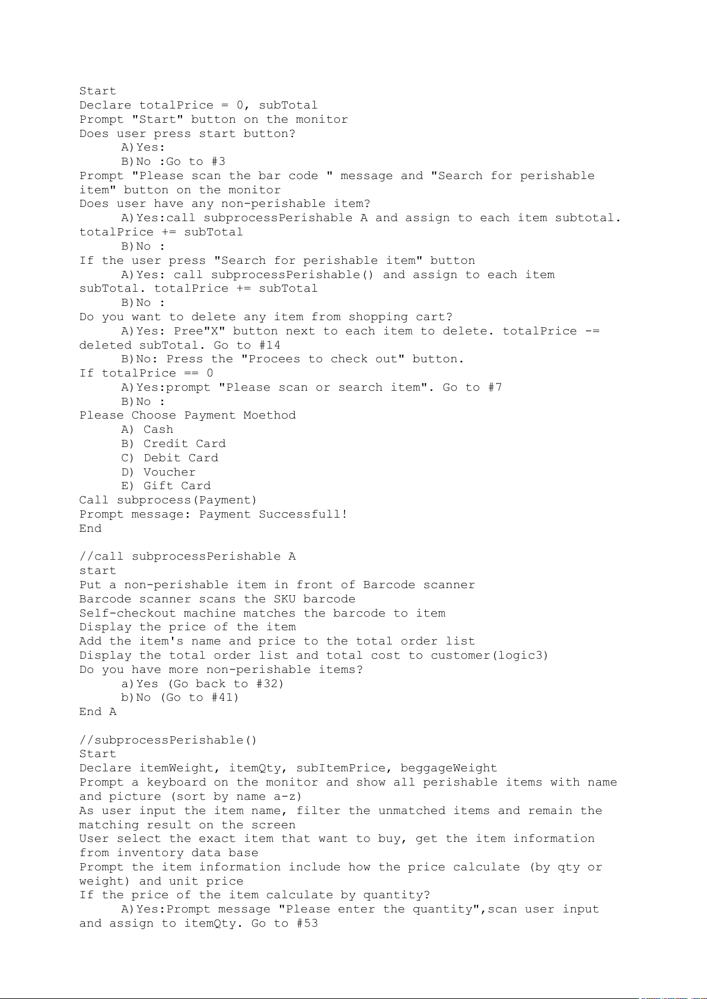 Start
Declare totalPrice = 0, subTotal
Prompt "Start" button on the monitor
Does user press start button?
A)Yes:
B)No :Go to #3
Prompt "Please scan the bar code " message and "Search for perishable
item" button on the monitor
Does user have any non-perishable item?
A)Yes:call subprocessPerishable A and assign to each item subtotal.
totalPrice += subTotal
B)No :
If the user press "Search for perishable item" button
A)Yes: call subprocessPerishable() and assign to each item
subTotal. totalPrice += subTotal
B)No :
Do you want to delete any item from shopping cart?
A)Yes: Pree"X" button next to each item to delete. totalPrice -=
deleted subTotal. Go to #14
B)No: Press the "Procees to check out" button.
If totalPrice == 0
A)Yes:prompt "Please scan or search item". Go to #7
B)No :
Please Choose Payment Moethod
A) Cash
B) Credit Card
C) Debit Card
D) Voucher
E) Gift Card
Call subprocess(Payment)
Prompt message: Payment Successfull!
End
//call subprocessPerishable A
start
Put a non-perishable item in front of Barcode scanner
Barcode scanner scans the SKU barcode
Self-checkout machine matches the barcode to item
Display the price of the item
Add the item's name and price to the total order list
Display the total order list and total cost to customer(logic3)
Do you have more non-perishable items?
a)Yes (Go back to #32)
b)No (Go to #41)
End A
//subprocessPerishable()
Start
Declare itemWeight, itemQty, subItemPrice, beggageWeight
Prompt a keyboard on the monitor and show all perishable items with name
and picture (sort by name a-z)
As user input the item name, filter the unmatched items and remain the
matching result on the screen
User select the exact item that want to buy, get the item information
from inventory data base
Prompt the item information include how the price calculate (by qty or
weight) and unit price
If the price of the item calculate by quantity?
A)Yes:Prompt message "Please enter the quantity",scan user input
and assign to itemQty. Go to #53